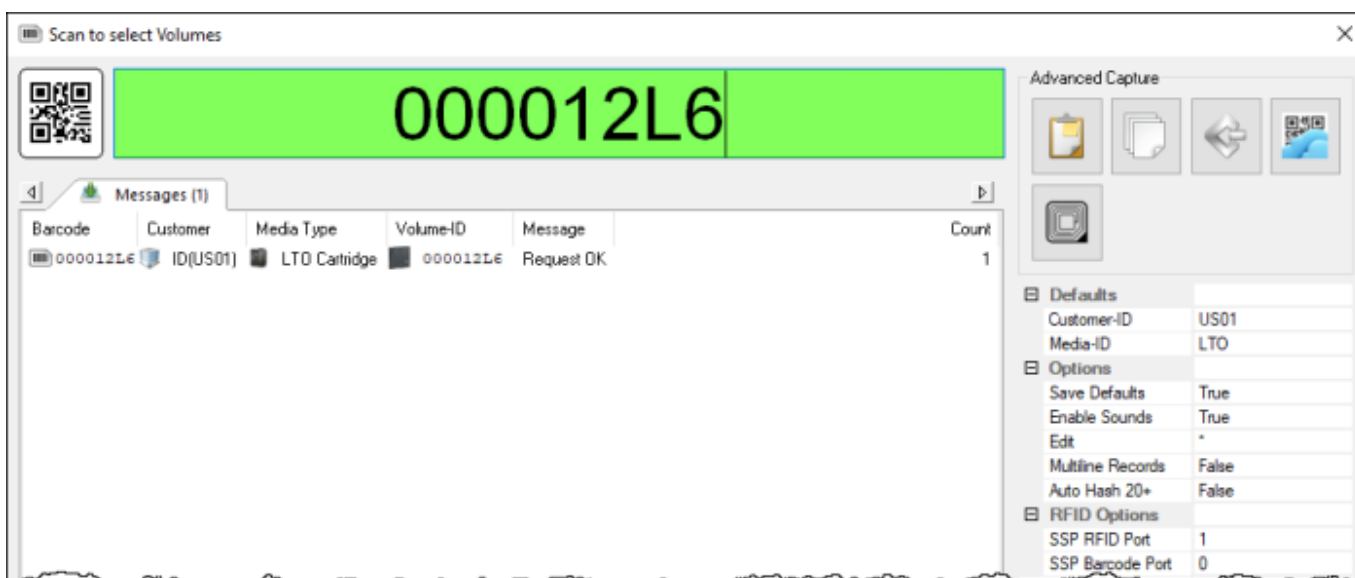 Scan to select Volumes
000012L6
Messages (1)
Barcode Customer Media Type Volume-ID Message Count
000012L6 ID(US01) LTO Cartridge 000012L6 Request OK 1
Advanced Capture
Defaults
Customer-ID US01
Media-ID LTO
Options
Save Defaults True
Enable Sounds True
Edit *
Multiline Records False
Auto Hash 20+ False
RFID Options
SSP RFID Port 1
SSP Barcode Port 0